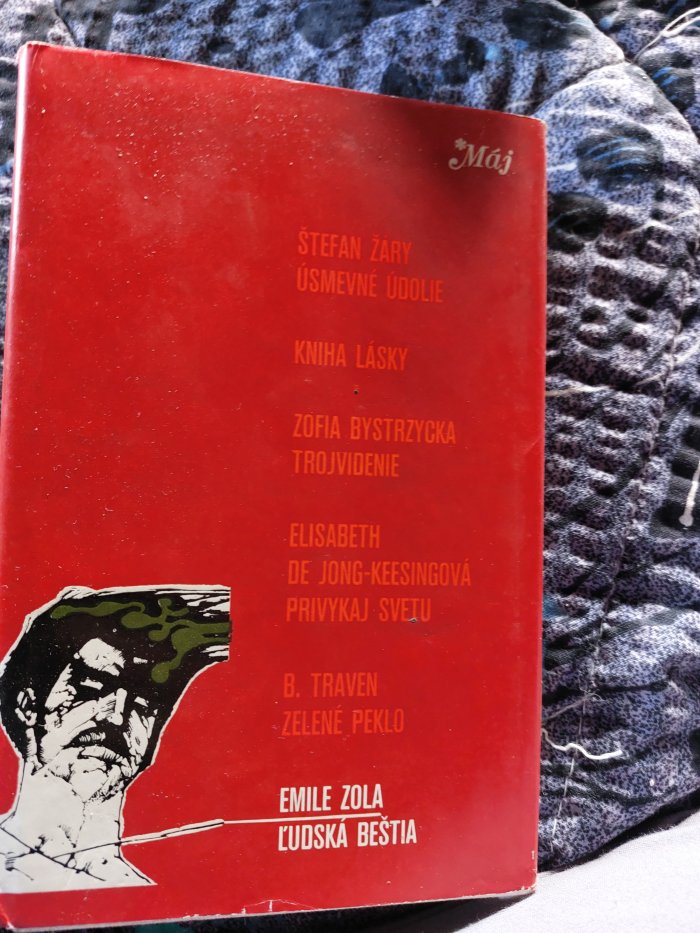 *Máj
ŠTEFAN ŽARY
ÚSMEVNÉ ÚDOLIE
KNIHA LÁSKY
ZOFIA BYSTRZYCKA
TROJVIDENIE
ELISABETH
DE JONG-KEESINGOVÁ
PRIVYKAJ SVETU
B. TRAVEN
ZELENÉ PEKLO
EMILE ZOLA
ĽUDSKÁ BEŠTIA